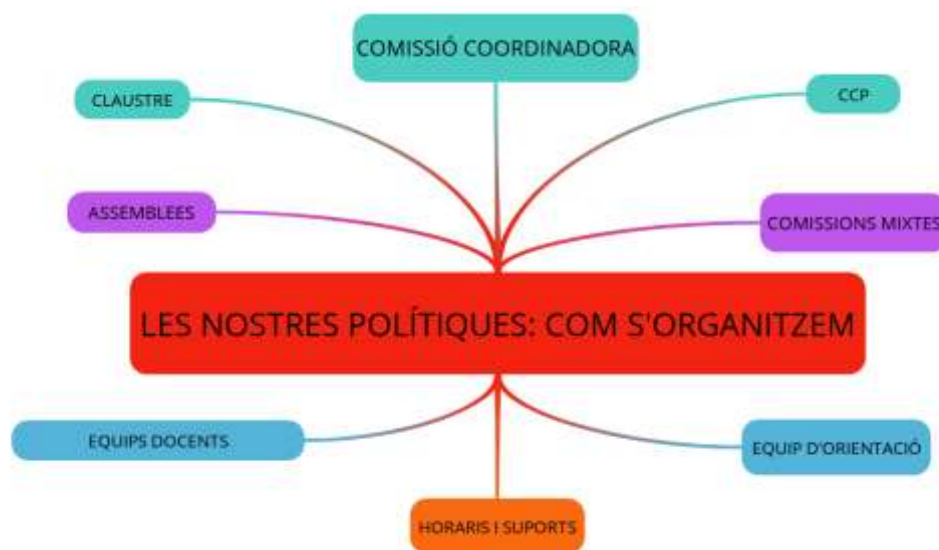 COMISSIÓ COORDINADORA
CLAUSTRE
CCP
ASSEMBLEES
COMISSIONS MIXTES
LES NOSTRES POLÍTIQUES: COM S'ORGANITZEM
EQUIPS DOCENTS
EQUIP D'ORIENTACIÓ
HORARIS I SUPORTS